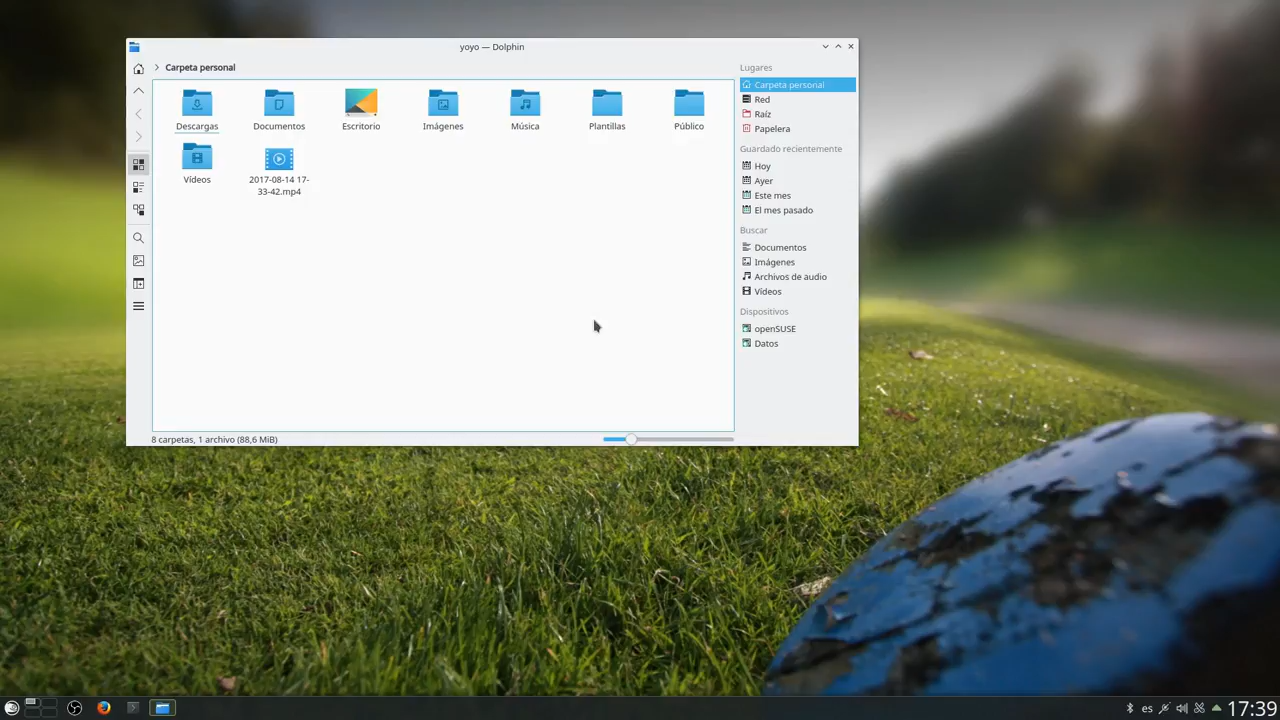 yoyo — Dolphin
Carpeta personal
Descargas
Documentos
Escritorio
Imágenes
Música
Plantillas
Público
Vídeos
2017-08-14 17-
33-42.mp4
8 carpetas, 1 archivo (88,6 MiB)
Lugares
Carpeta personal
Red
Raíz
Papelera
Guardado recientemente
Hoy
Ayer
Este mes
El mes pasado
Buscar
Documentos
Imágenes
Archivos de audio
Vídeos
Dispositivos
openSUSE
Datos
es
17:39